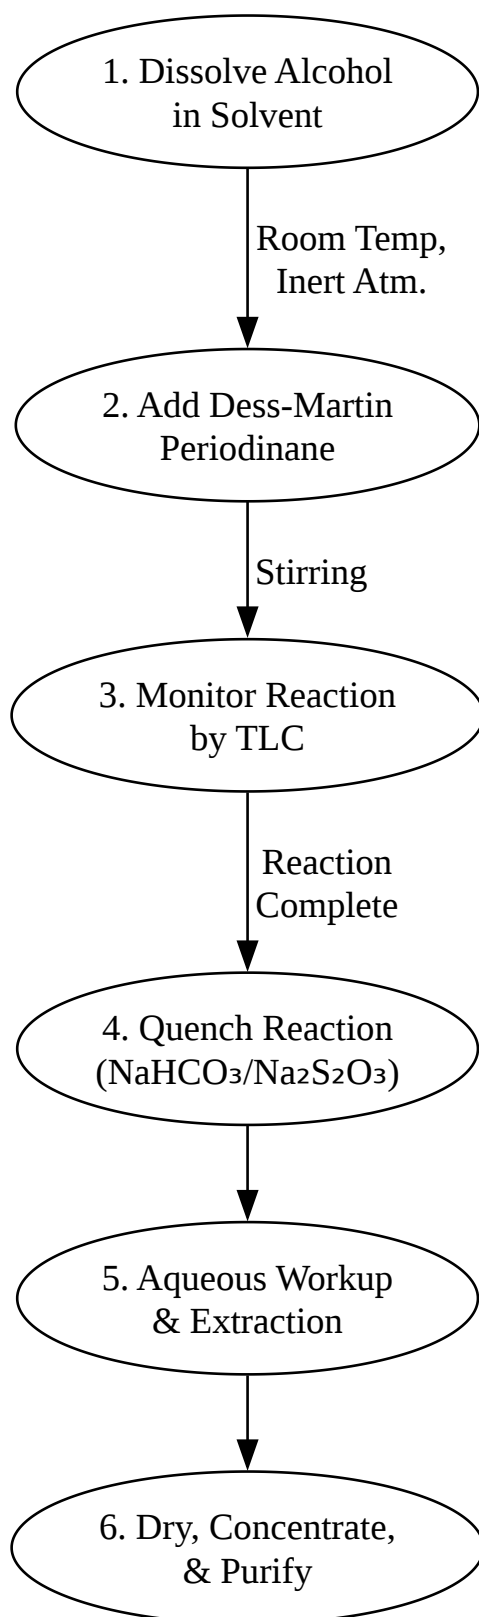 1. Dissolve Alcohol
in Solvent
Room Temp,
Inert Atm.
2. Add Dess-Martin
Periodinane
Stirring
3. Monitor Reaction
by TLC
Reaction
Complete
4. Quench Reaction
(NaHCO₃/Na₂S₂O₃)
5. Aqueous Workup
& Extraction
6. Dry, Concentrate,
& Purify